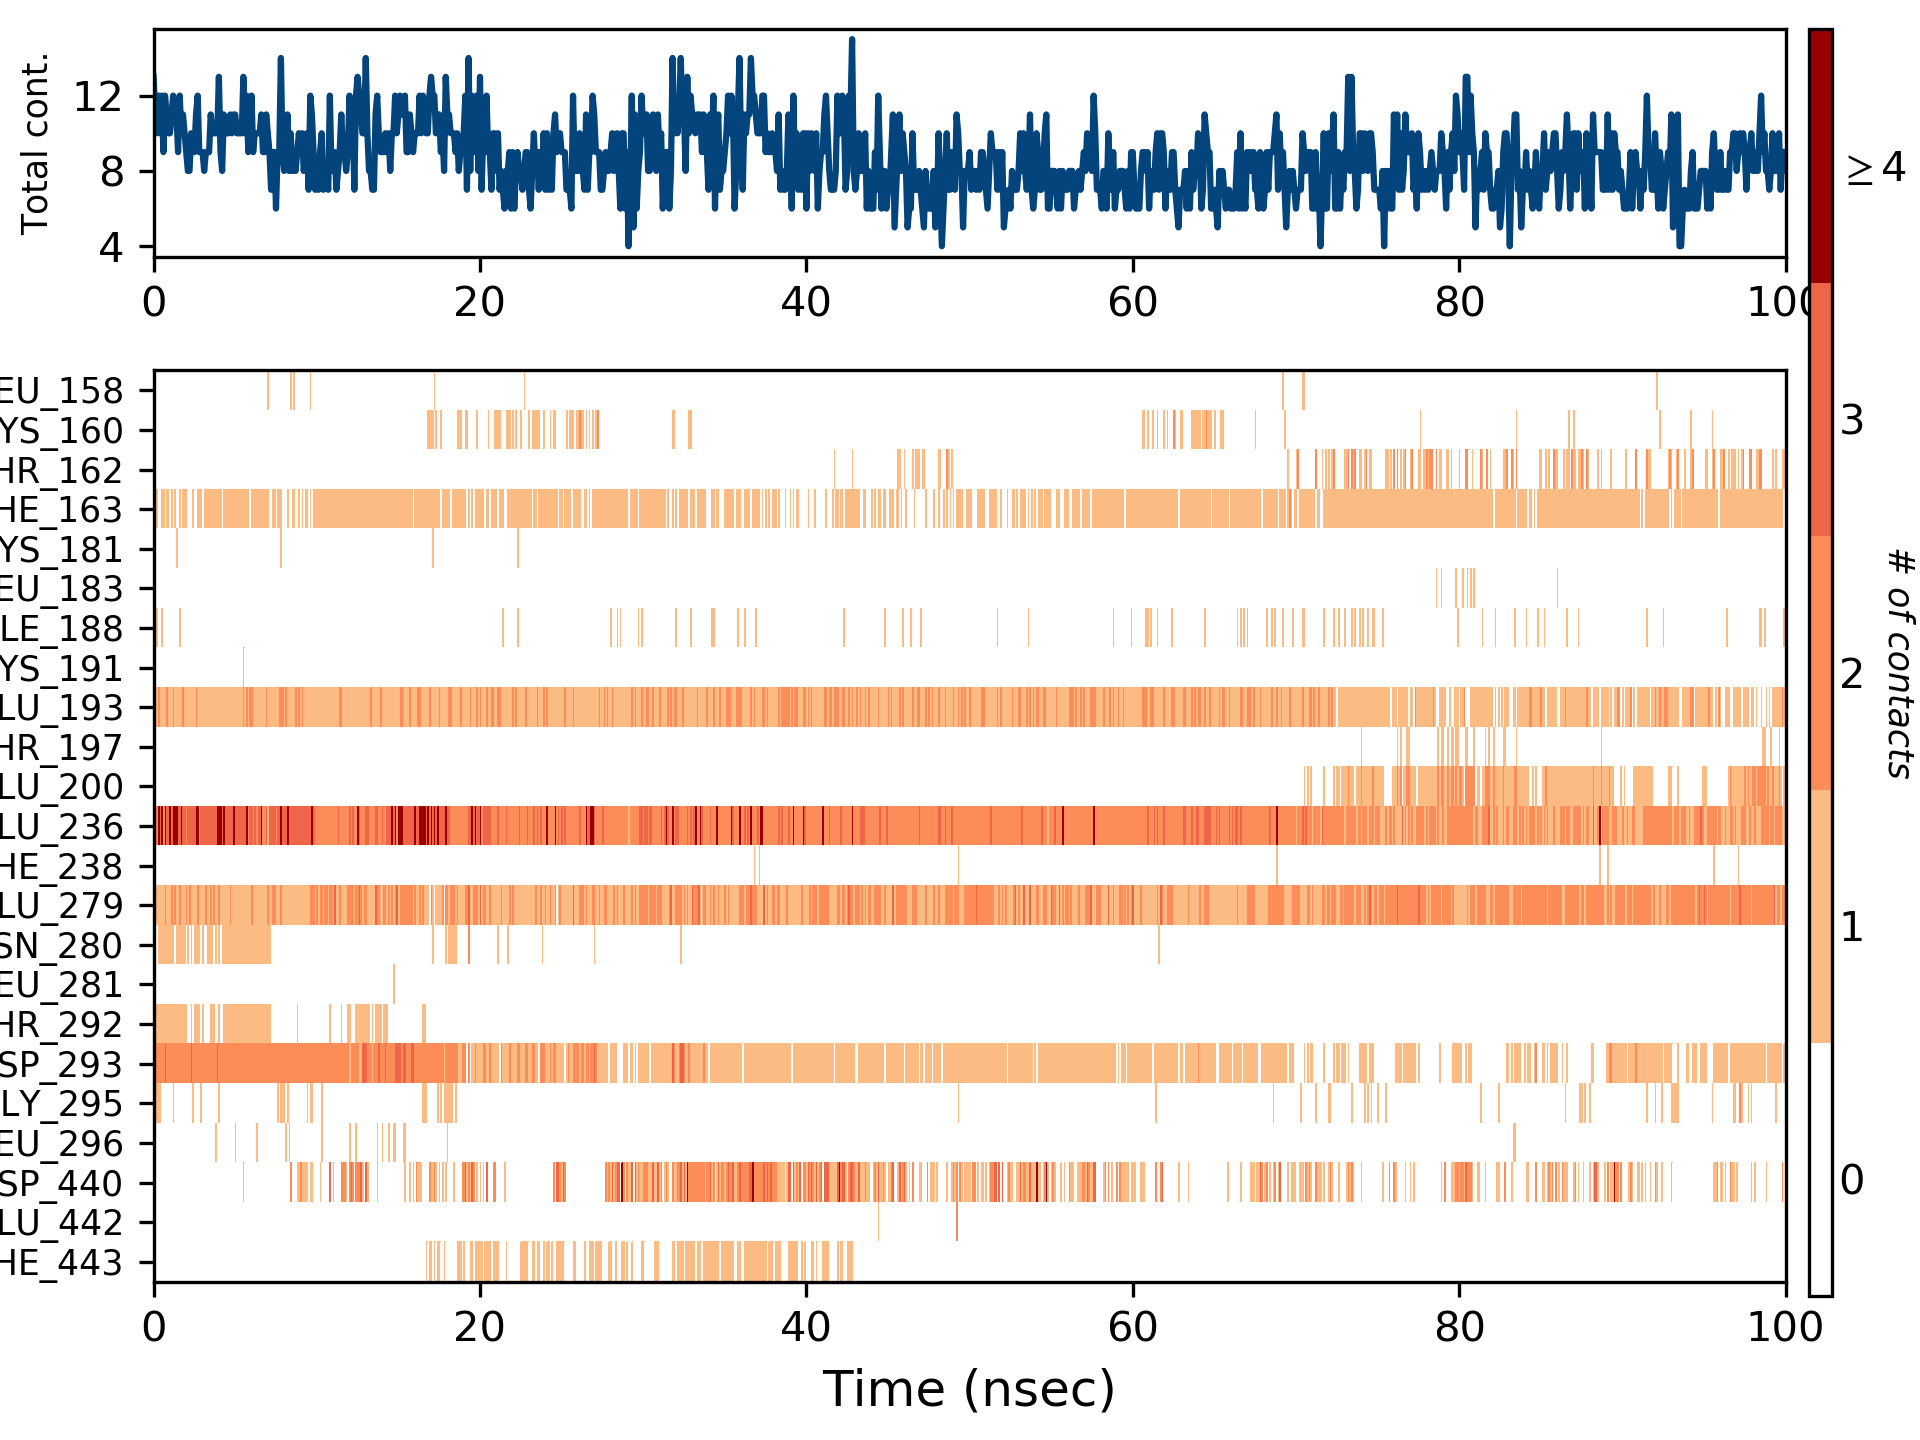 Total cont.
12
8
4
0 20 40 60 80 100
EU_158
YS_160
HR_162
HE_163
YS_181
EU_183
LE_188
YS_191
LU_193
HR_197
LU_200
LU_236
HE_238
LU_279
SN_280
EU_281
HR_292
SP_293
LY_295
EU_296
SP_440
LU_442
HE_443
0 20 40 60 80 100
Time (nsec)
≥4
3
2
1
0
# of contacts